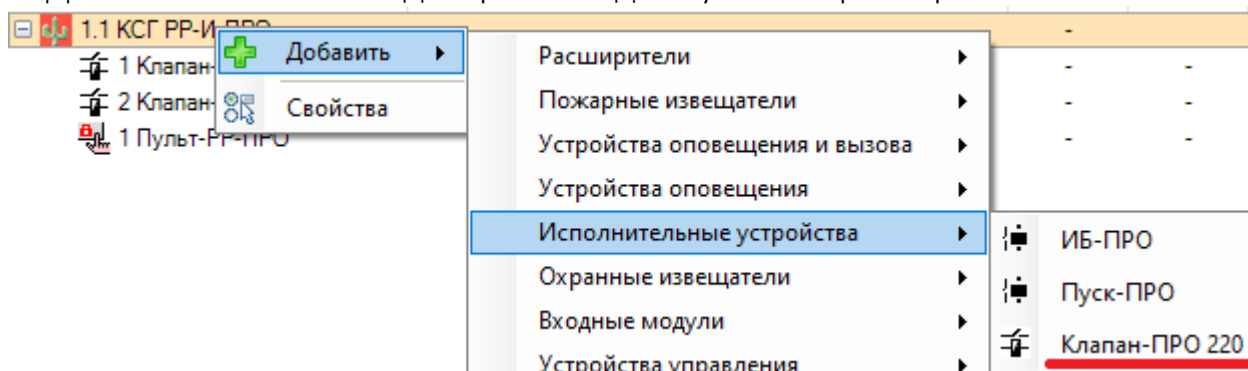 1.1 КСГ РР-И-ПРО
1 Клапан-
2 Клапан-
1 Пульт-РР-ПРО
Добавить
Свойства
Расширители
Пожарные извещатели
Устройства оповещения и вызова
Устройства оповещения
Исполнительные устройства
Охранные извещатели
Входные модули
Устройства управления
ИБ-ПРО
Пуск-ПРО
Клапан-ПРО 220